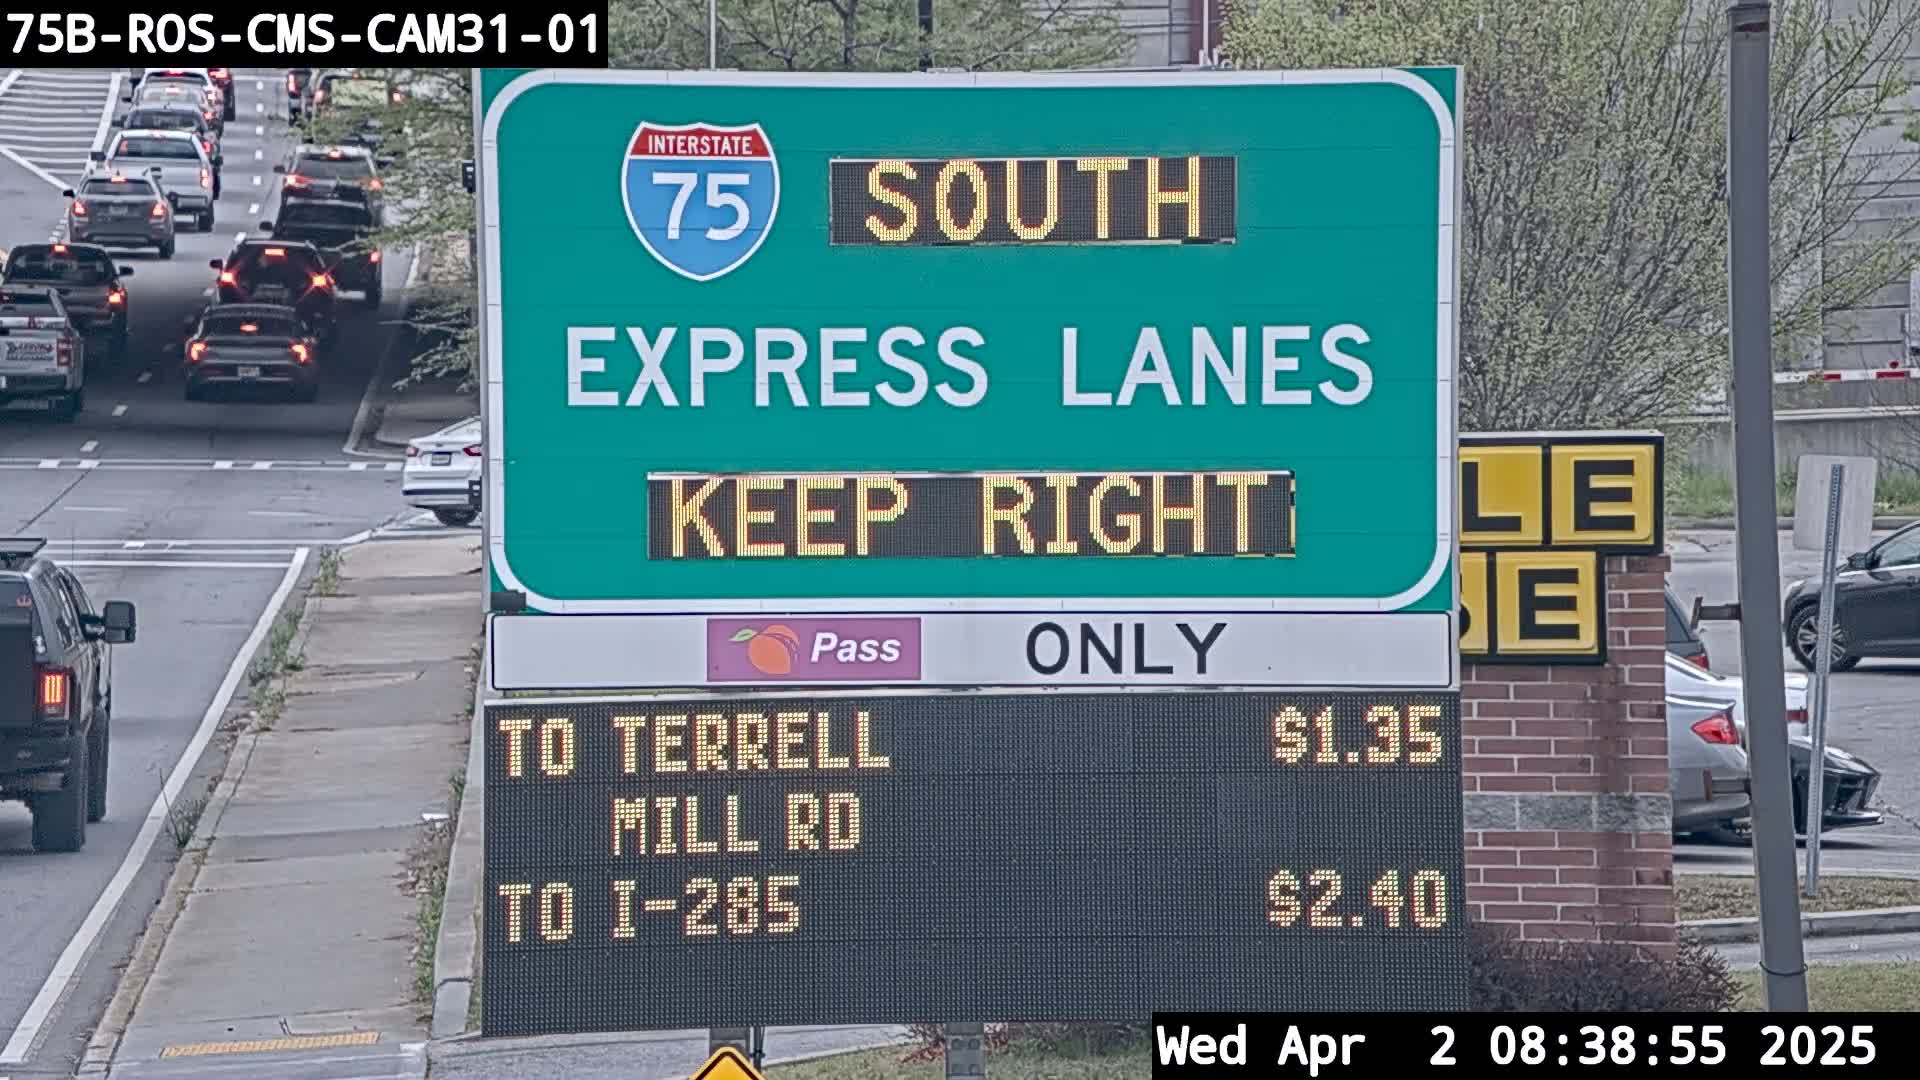 75B-ROS-CMS-CAM31-01
INTERSTATE
75
SOUTH
EXPRESS LANES
KEEP RIGHT
LE
E
Pass ONLY
TO TERRELL $1.35
MILL RD
TO I-285 $2.40
Wed Apr 2 08:38:55 2025